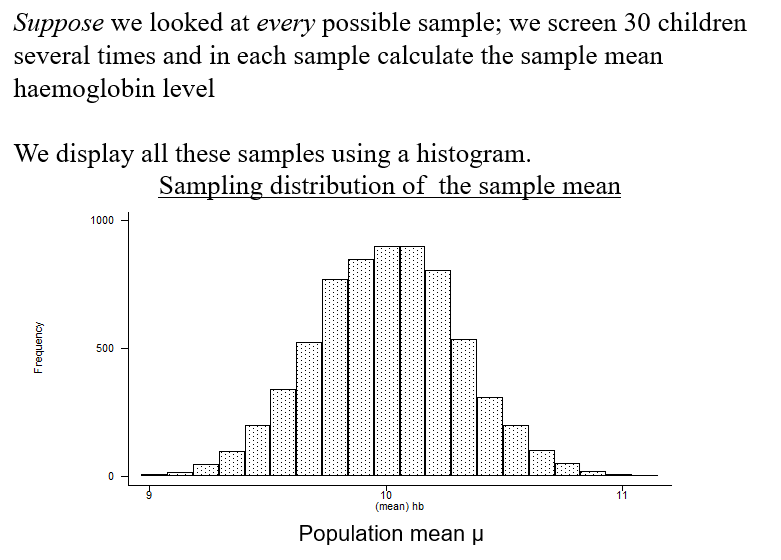 Suppose we looked at every possible sample; we screen 30 children
several times and in each sample calculate the sample mean
haemoglobin level
We display all these samples using a histogram.
Sampling distribution of the sample mean
1000
500
0
Frequency
9
10
11
(mean) hb
Population mean μ